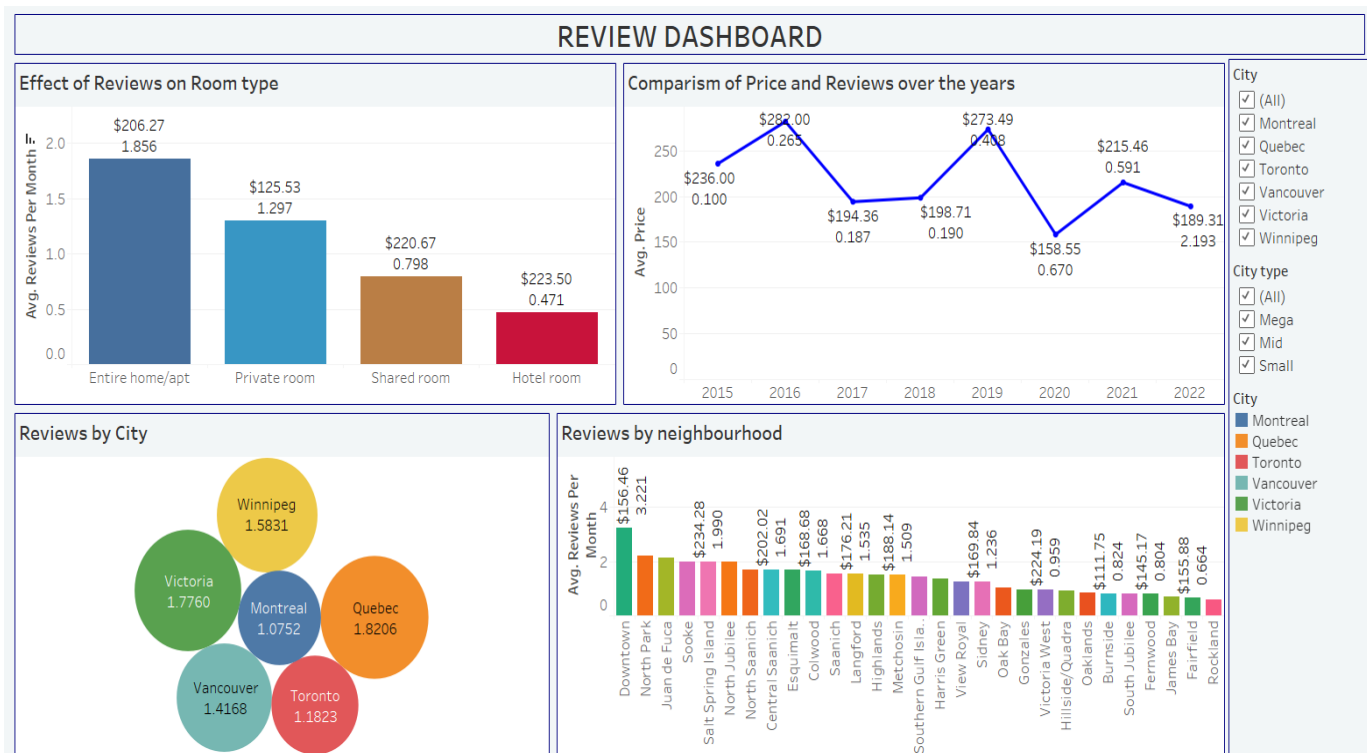 REVIEW DASHBOARD
Effect of Reviews on Room type
Avg. Reviews Per Month
2.0
1.5
1.0
0.5
0.0
$206.27
1.856
$125.53
1.297
$220.67
0.798
$223.50
0.471
Entire home/apt
Private room
Shared room
Hotel room
Comparism of Price and Reviews over the years
Avg. Price
250
200
150
100
50
0
$236.00
0.100
$282.00
0.265
$194.36
0.187
$198.71
0.190
$273.49
0.408
$158.55
0.670
$215.46
0.591
$189.31
2.193
2015
2016
2017
2018
2019
2020
2021
2022
City
(All)
Montreal
Quebec
Toronto
Vancouver
Victoria
Winnipeg
City type
(All)
Mega
Mid
Small
City
Montreal
Quebec
Toronto
Vancouver
Victoria
Winnipeg
Reviews by City
Winnipeg
1.5831
Victoria
1.7760
Montreal
1.0752
Quebec
1.8206
Vancouver
1.4168
Toronto
1.1823
Reviews by neighbourhood
Avg. Reviews Per
Month
4
2
0
$156.46
3.221
$234.28
1.990
$202.02
1.691
$168.68
1.668
$176.21
1.535
$188.14
1.509
$169.84
1.236
$224.19
0.959
$111.75
0.824
$145.17
0.804
$155.88
0.664
Downtown
North Park
Juan de Fuca
Sooke
Salt Spring Island
North Jubilee
North Saanich
Central Saanich
Esquimalt
Colwood
Saanich
Langford
Highlands
Metchosin
Southern Gulf Isla..
Harris Green
View Royal
Sidney
Oak Bay
Gonzales
Victoria West
Hillside/Quadra
Oaklands
Burnside
South Jubilee
Fernwood
James Bay
Fairfield
Rockland